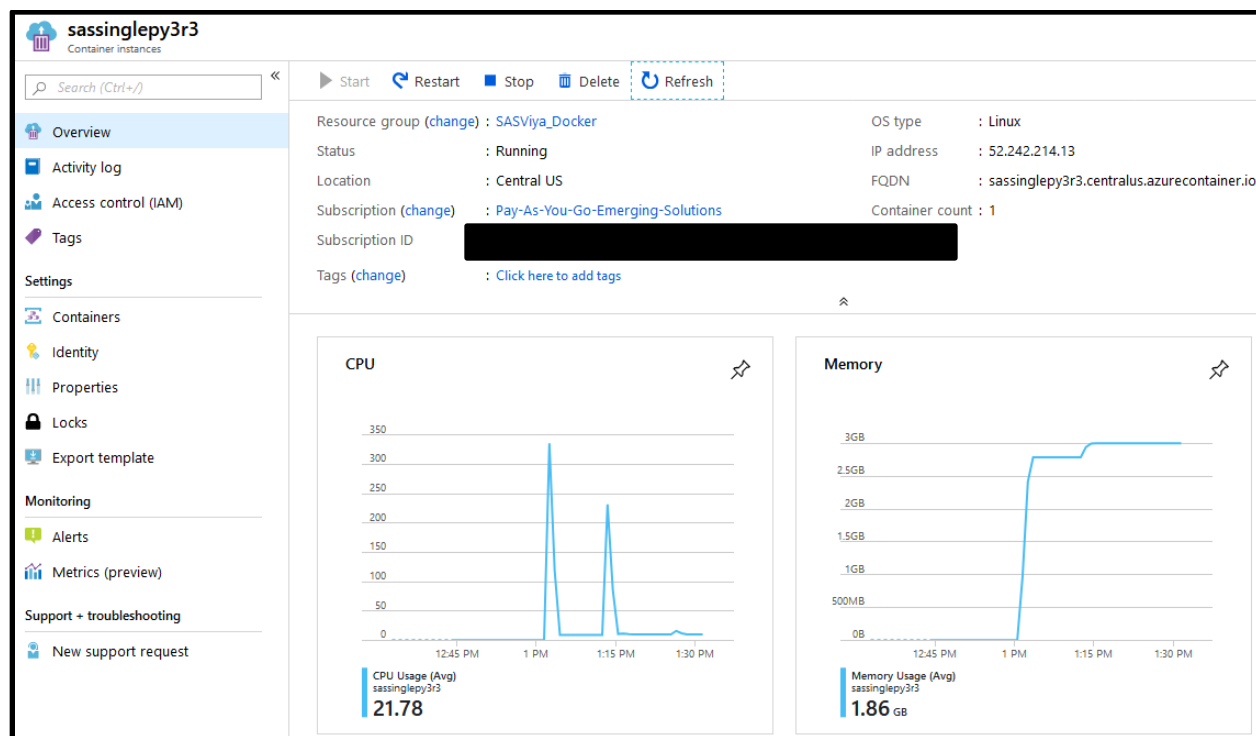 sassinglepy3r3
Container instances
Search (Ctrl+/)
«
Overview
Activity log
Access control (IAM)
Tags
Settings
Containers
Identity
Properties
Locks
Export template
Monitoring
Alerts
Metrics (preview)
Support + troubleshooting
New support request
Start Restart Stop Delete Refresh
Resource group (change) : SASViya_Docker
Status : Running
Location : Central US
Subscription (change) : Pay-As-You-Go-Emerging-Solutions
Subscription ID
Tags (change) : Click here to add tags
OS type : Linux
IP address : 52.242.214.13
FQDN : sassinglepy3r3.centralus.azurecontainer.io
Container count : 1
CPU
350
300
250
200
150
100
50
0
12:45 PM 1 PM 1:15 PM 1:30 PM
CPU Usage (Avg)
sassinglepy3r3
21.78
Memory
3GB
2.5GB
2GB
1.5GB
1GB
500MB
0B
12:45 PM 1 PM 1:15 PM 1:30 PM
Memory Usage (Avg)
sassinglepy3r3
1.86 GB